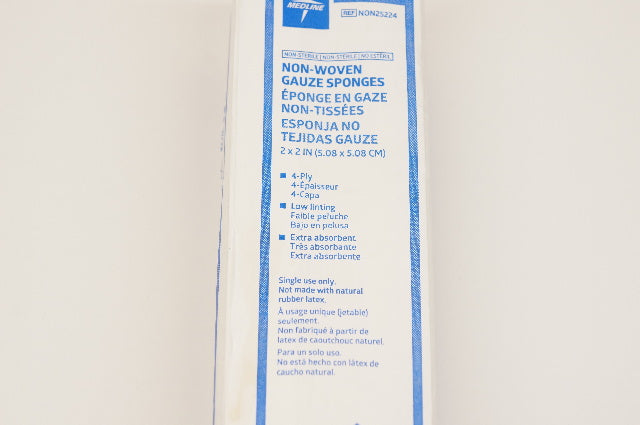 MEDLINE
REF NON25224
NON-STERILE | NON-STÉRILE | NO ESTÉRIL
NON-WOVEN
GAUZE SPONGES
ÉPONGE EN GAZE
NON-TISSÉES
ESPONJA NO
TEJIDAS GAUZE
2 x 2 IN (5.08 x 5.08 CM)
4-Ply
4-Épaisseur
4-Capa
Low linting
Faible peluche
Bajo en pelusa
Extra absorbent
Très absorbante
Extra absorbente
Single use only.
Not made with natural
rubber latex.
À usage unique (jetable)
seulement.
Non fabriqué à partir de
latex de caoutchouc naturel.
Para un solo uso.
No está hecho con látex de
caucho natural.